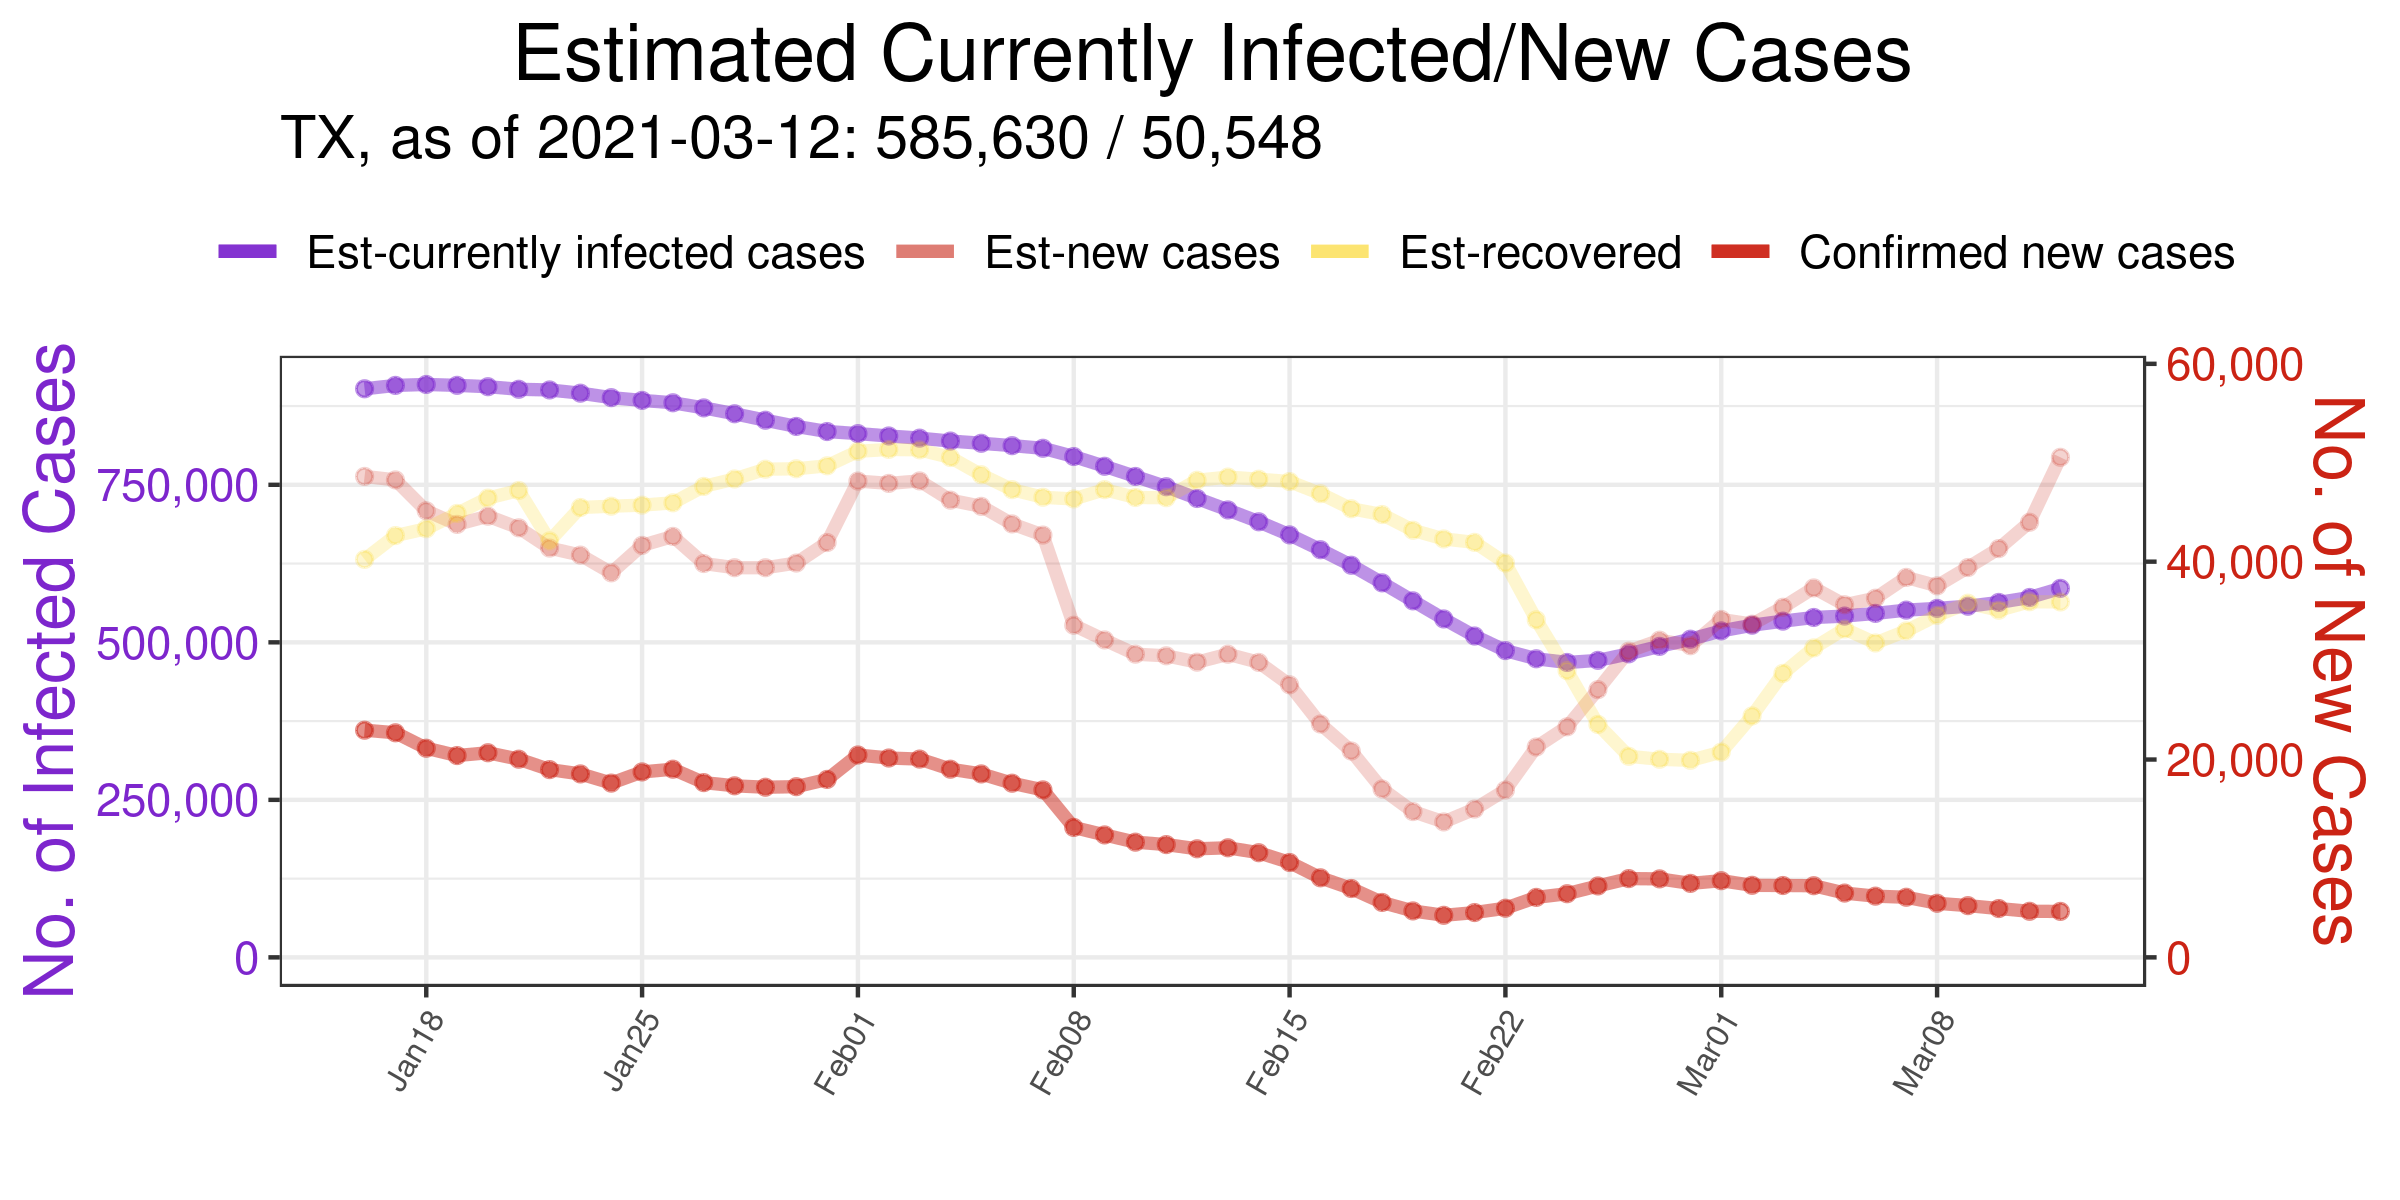 Estimated Currently Infected/New Cases
TX, as of 2021-03-12: 585,630 / 50,548
Est-currently infected cases Est-new cases Est-recovered Confirmed new cases
No. of Infected Cases
750,000
500,000
250,000
0
60,000
40,000
20,000
0
No. of New Cases
Jan18 Jan25 Feb01 Feb08 Feb15 Feb22 Mar01 Mar08